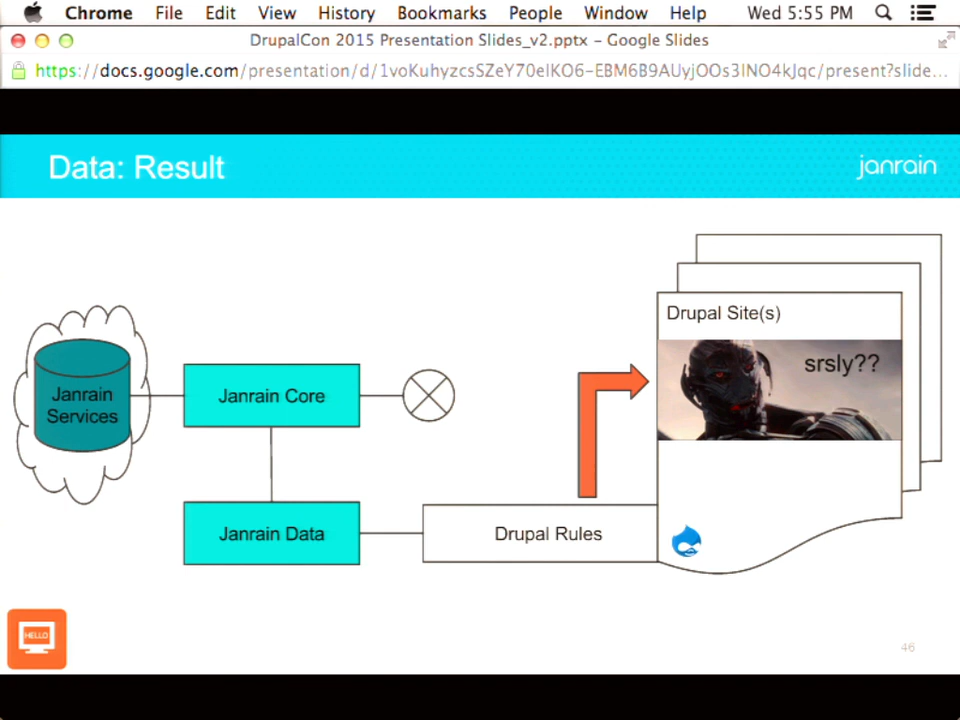 Chrome File Edit View History Bookmarks People Window Help Wed 5:55 PM
DrupalCon 2015 Presentation Slides_v2.pptx – Google Slides
https://docs.google.com/presentation/d/1voKuhyzcsSZeY70elKO6-EBM6B9AUyjOOs3lNO4kJqc/present?slide...
Data: Result
janrain
Drupal Site(s)
srsly??
Janrain
Services
Janrain Core
Janrain Data
Drupal Rules
HELLO
46